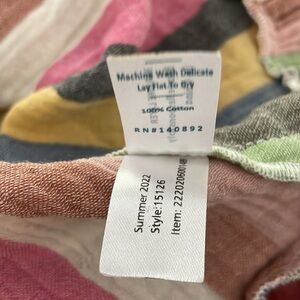 Machine Wash Delicate
Lay Flat To Dry
100% Cotton
RN#140892
Summer 2022
Style:15126